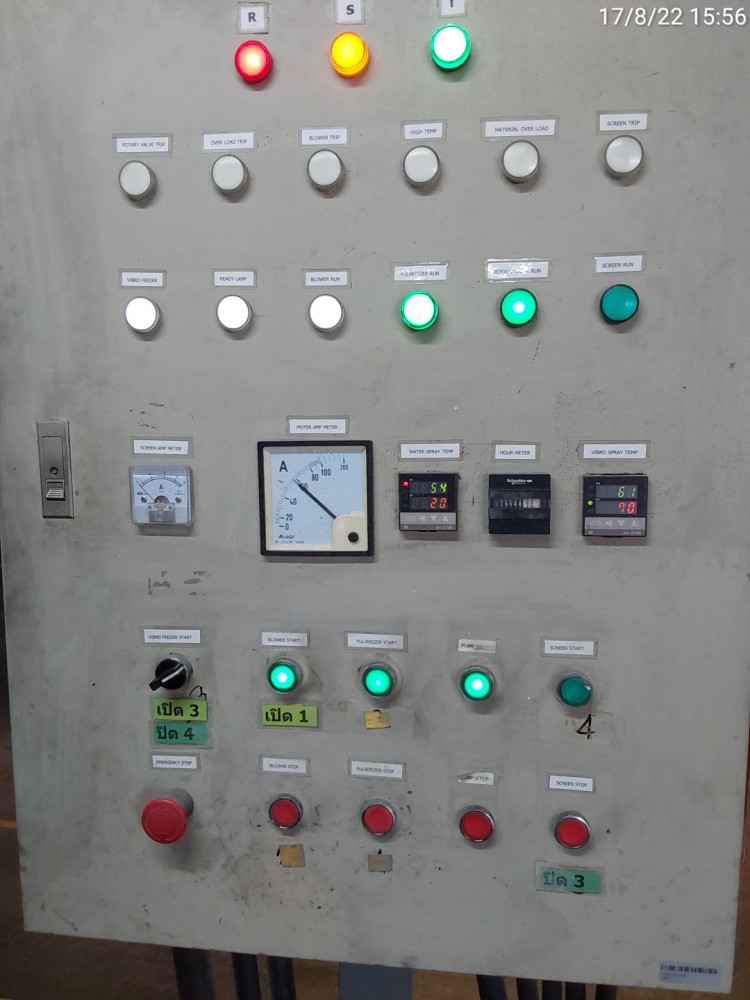 17/8/22 15:56
R
S
ROTARY VALVE TRIP
OVER LOAD TRIP
BLOWER TRIP
HIGH TEMP
MATERIAL OVER LOAD
SCREEN TRIP
VIBRO FEEDER
READY LAMP
BLOWER RUN
PULVERIZER RUN
RUN
SCREEN RUN
SCREEN AMP METER
MOTER AMP METER
WATER SPRAY TEMP
HOUR METER
VIBRO SPRAY TEMP
A
0
20
60
80
100
200
A
54
20
Schneider
61
70
VIBRO FEEDER START
BLOWER START
PULVERIZER START
PUMP
SCREEN START
เปิด 3
ปิด 4
เปิด 1
4
EMERGENCY STOP
BLOWER STOP
PULVERIZER STOP
STOP
SCREEN STOP
ปิด 3